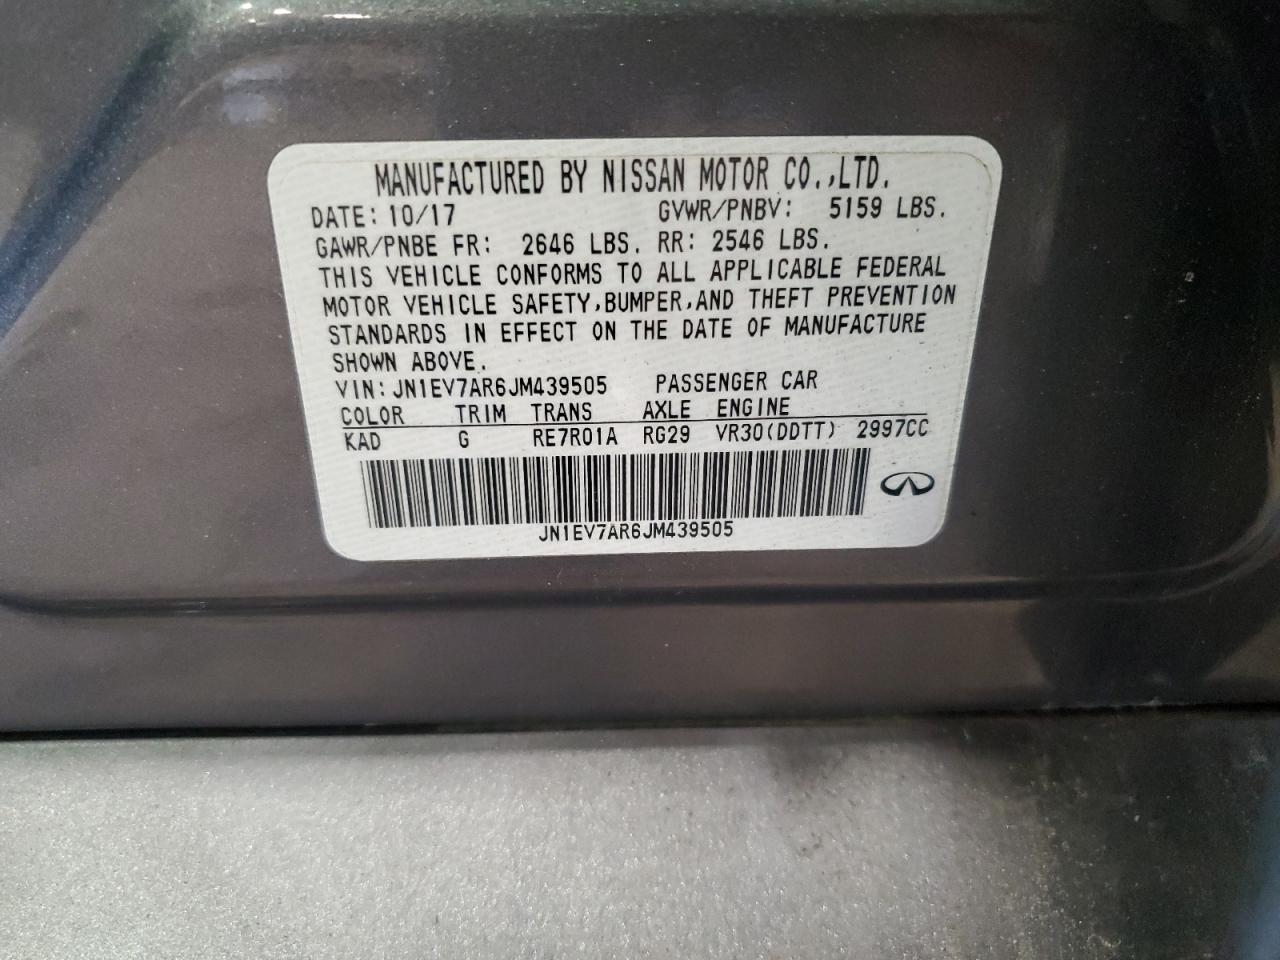 MANUFACTURED BY NISSAN MOTOR CO.,LTD.
DATE: 10/17 GVWR/PNBV: 5159 LBS.
GAWR/PNBE FR: 2646 LBS. RR: 2546 LBS.
THIS VEHICLE CONFORMS TO ALL APPLICABLE FEDERAL
MOTOR VEHICLE SAFETY,BUMPER,AND THEFT PREVENTION
STANDARDS IN EFFECT ON THE DATE OF MANUFACTURE
SHOWN ABOVE.
VIN: JN1EV7AR6JM439505 PASSENGER CAR
COLOR TRIM TRANS AXLE ENGINE
KAD G RE7R01A RG29 VR30(DDTT) 2997CC
JN1EV7AR6JM439505